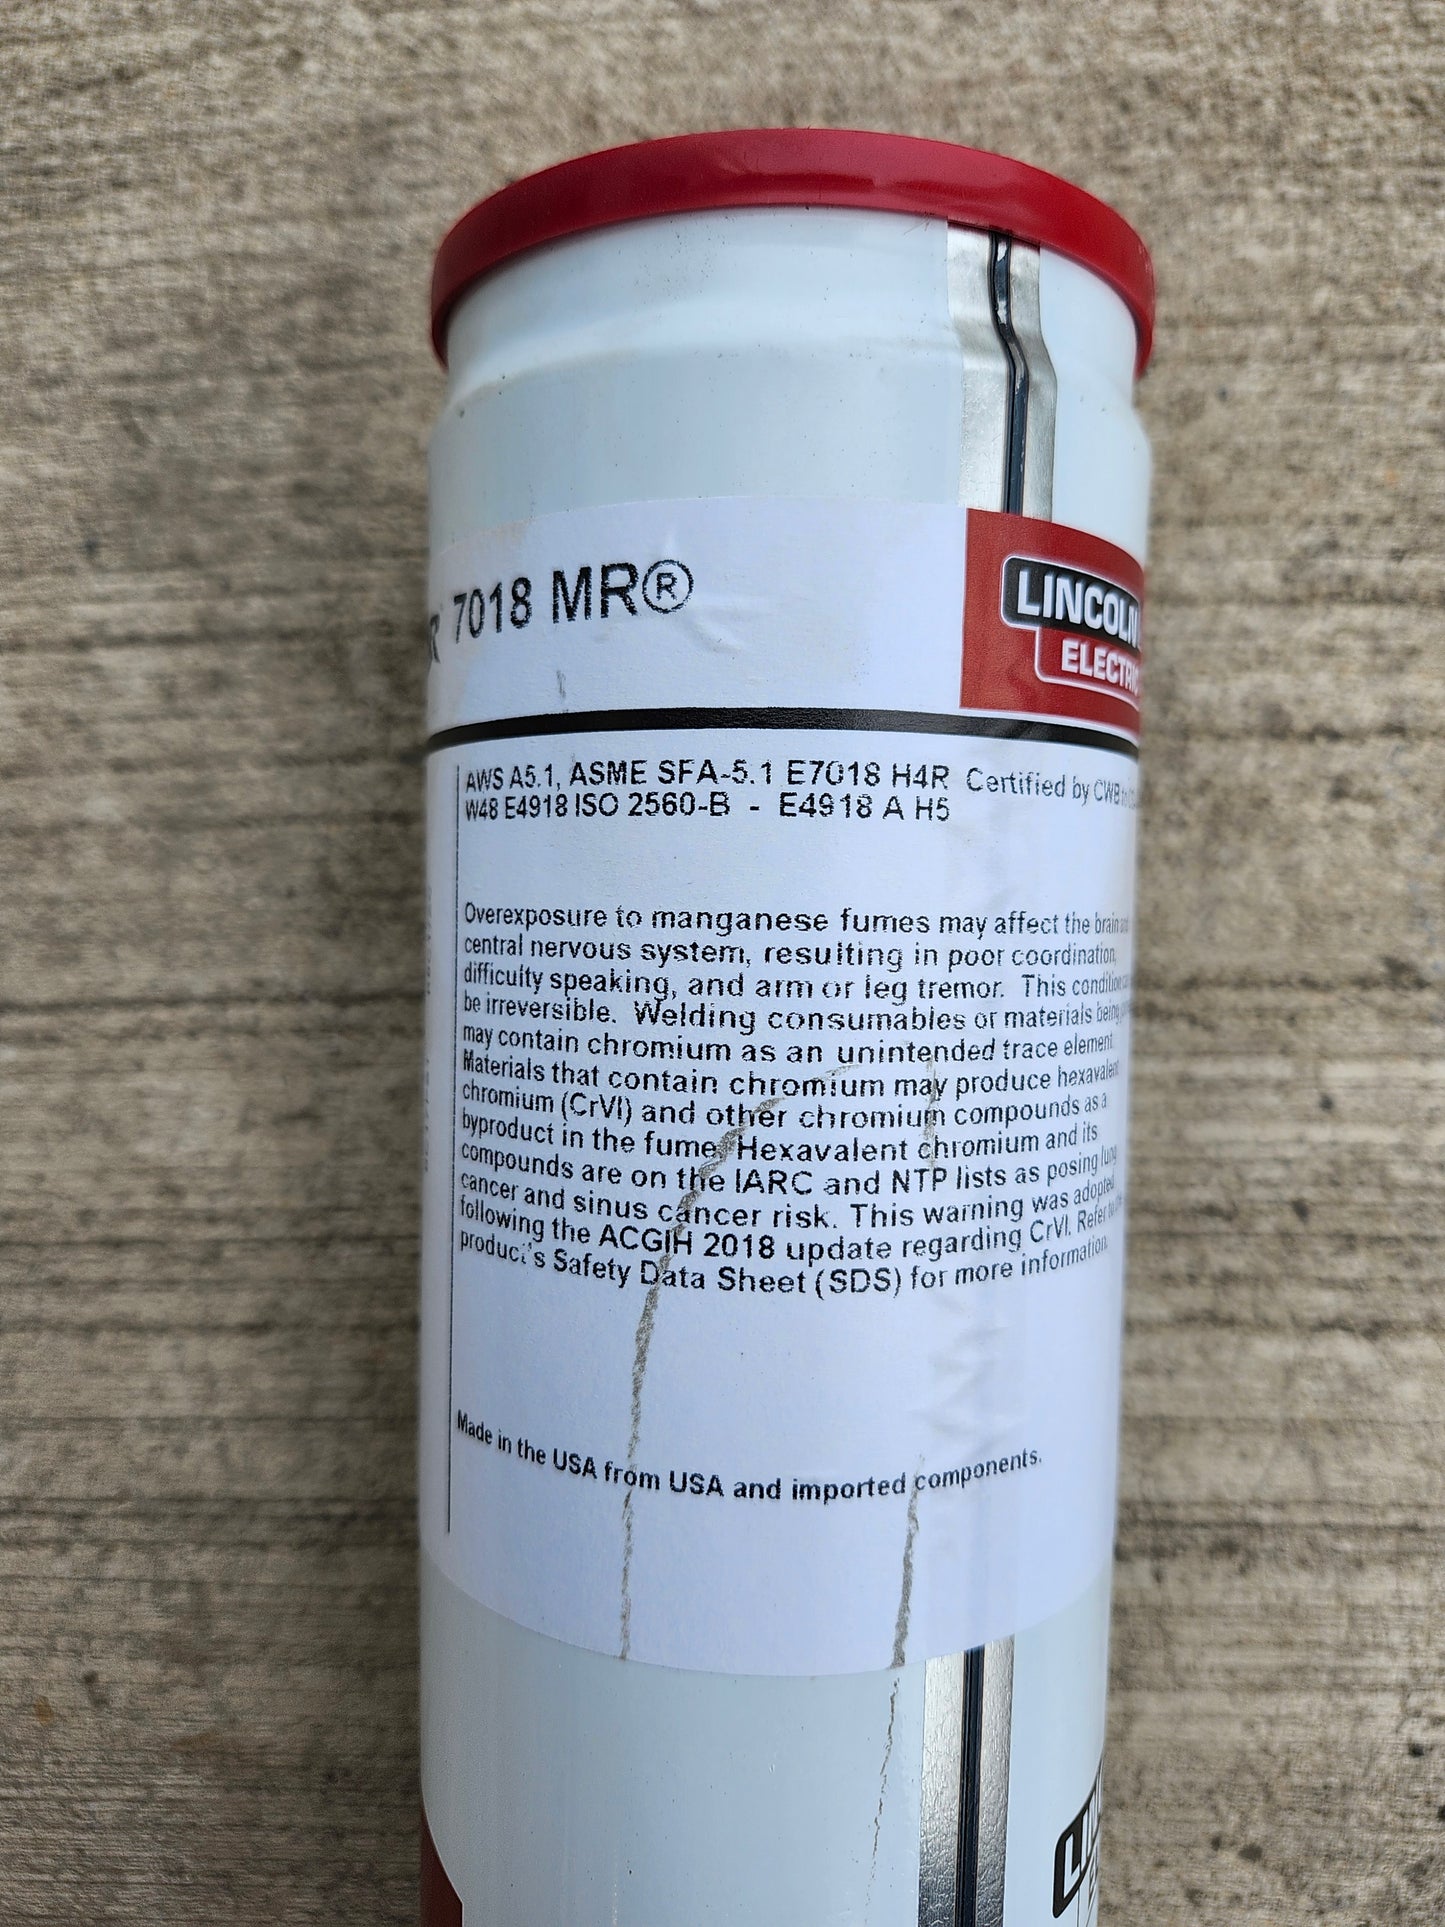 R 7018 MR®
LINCOLN
ELECTRIC
AWS A5.1, ASME SFA-5.1 E7018 H4R Certified by CWB to
W48 E4918 ISO 2560-B - E4918 A H5
Overexposure to manganese fumes may affect the brain and
central nervous system, resulting in poor coordination,
difficulty speaking, and arm or leg tremor. This condition can
be irreversible. Welding consumables or materials being
may contain chromium as an unintended trace element.
Materials that contain chromium may produce hexavalent
chromium (CrVI) and other chromium compounds as a
byproduct in the fume. Hexavalent chromium and its
compounds are on the IARC and NTP lists as posing lung
cancer and sinus cancer risk. This warning was adopted
following the ACGIH 2018 update regarding CrVI. Refer to the
product's Safety Data Sheet (SDS) for more information.
Made in the USA from USA and imported components.